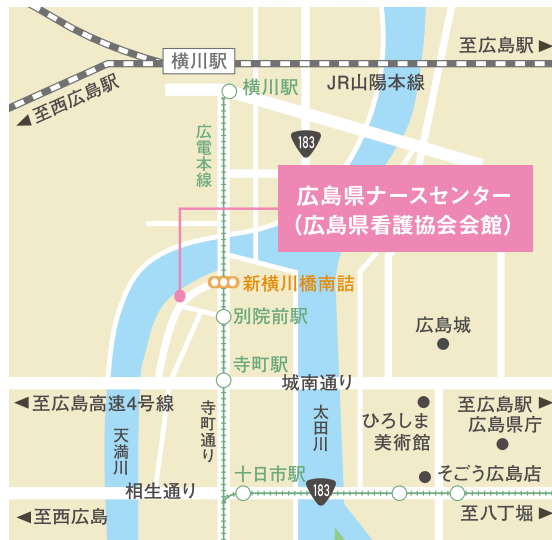 至広島駅
横川駅
JR山陽本線
至西広島駅
横川駅
広電本線
183
広島県ナースセンター
（広島県看護協会会館）
新横川橋南詰
別院前駅
広島城
寺町駅
城南通り
至広島高速4号線
寺町通り
太田川
ひろしま
美術館
至広島駅
広島県庁
天満川
十日市駅
そごう広島店
相生通り
183
至西広島
至八丁堀